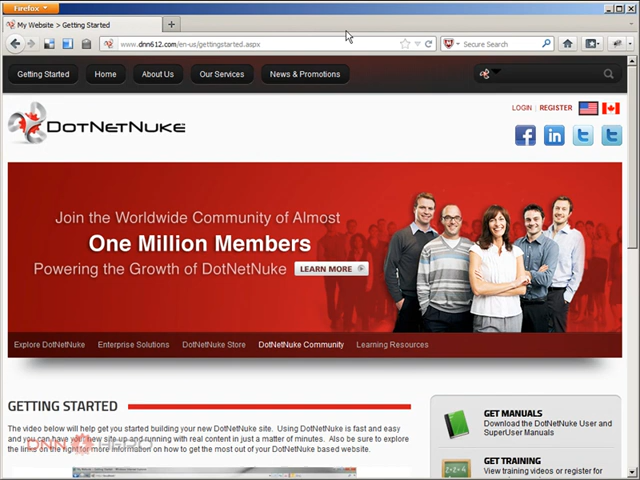 Firefox
My Website > Getting Started
www.dnn612.com/en-us/gettingstarted.aspx
Secure Search
Getting Started
Home
About Us
Our Services
News & Promotions
LOGIN | REGISTER
DOTNETNUKE
Join the Worldwide Community of Almost
One Million Members
Powering the Growth of DotNetNuke LEARN MORE
Explore DotNetNuke
Enterprise Solutions
DotNetNuke Store
DotNetNuke Community
Learning Resources
GETTING STARTED
The video below will help get you started building your new DotNetNuke site. Using DotNetNuke is fast and easy
and you can have your new site up and running with real content in just a matter of minutes. Also be sure to explore
the links on the right for more information on how to get the most out of your DotNetNuke based website.
DNN HERO
GET MANUALS
Download the DotNetNuke User and
SuperUser Manuals
GET TRAINING
View training videos or register for